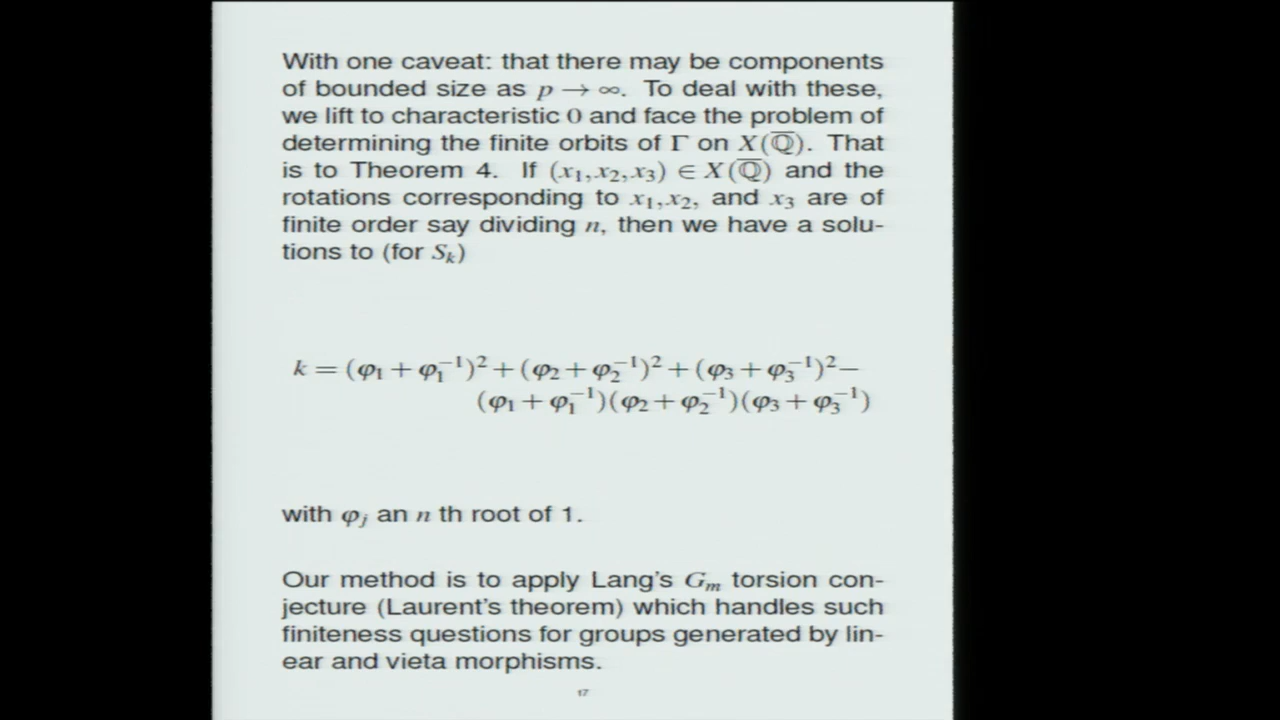 With one caveat: that there may be components
of bounded size as p → ∞. To deal with these,
we lift to characteristic 0 and face the problem of
determining the finite orbits of Γ on X(ℚ̅). That
is to Theorem 4. If (x₁,x₂,x₃) ∈ X(ℚ̅) and the
rotations corresponding to x₁,x₂, and x₃ are of
finite order say dividing n, then we have a solu-
tions to (for Sₖ)
k = (φ₁ + φ₁⁻¹)² + (φ₂ + φ₂⁻¹)² + (φ₃ + φ₃⁻¹)² −
(φ₁ + φ₁⁻¹)(φ₂ + φ₂⁻¹)(φ₃ + φ₃⁻¹)
with φⱼ an n th root of 1.
Our method is to apply Lang's Gₘ torsion con-
jecture (Laurent's theorem) which handles such
finiteness questions for groups generated by lin-
ear and vieta morphisms.
17